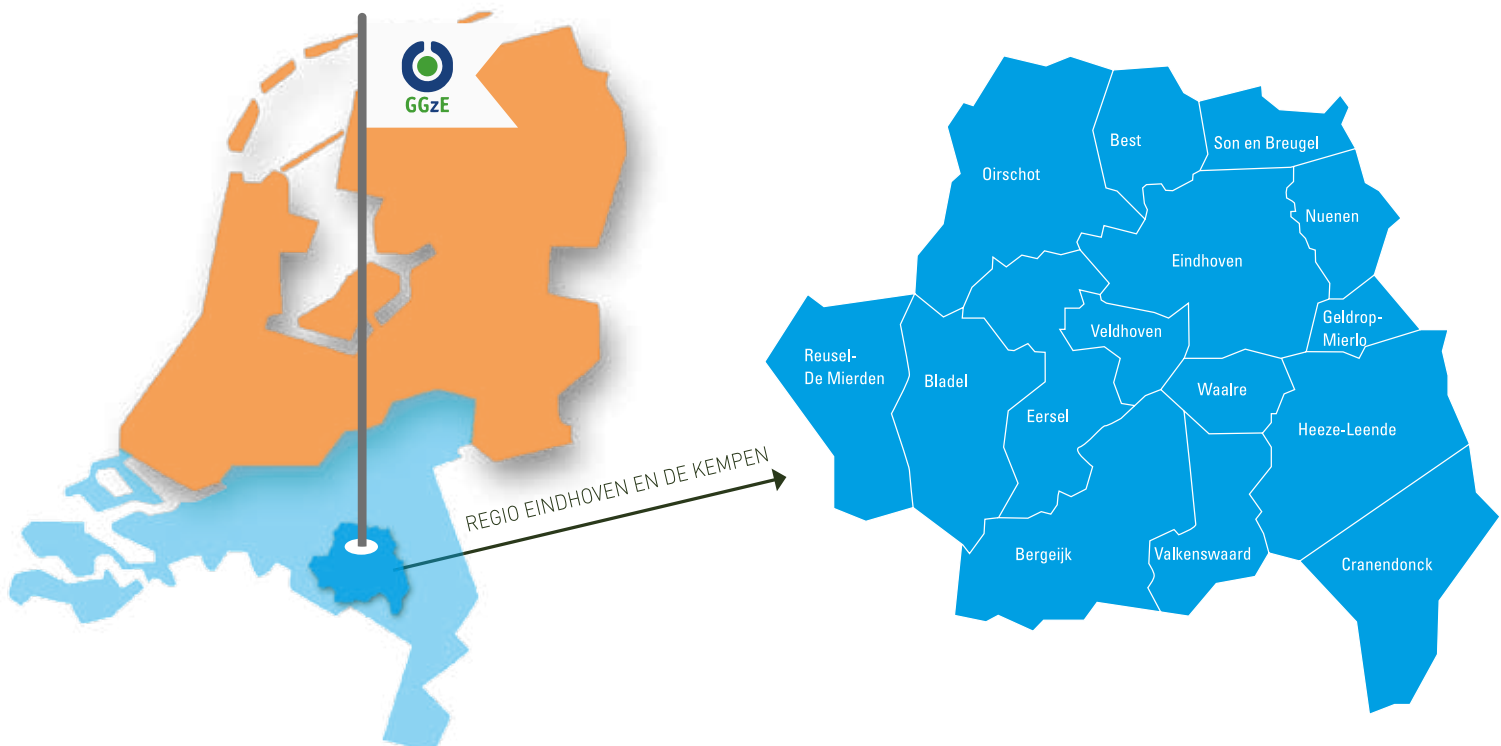 GGzE
REGIO EINDHOVEN EN DE KEMPEN
Oirschot
Best
Son en Breugel
Nuenen
Eindhoven
Geldrop-
Mierlo
Veldhoven
Reusel-
De Mierden
Bladel
Eersel
Waalre
Heeze-Leende
Bergeijk
Valkenswaard
Cranendonck